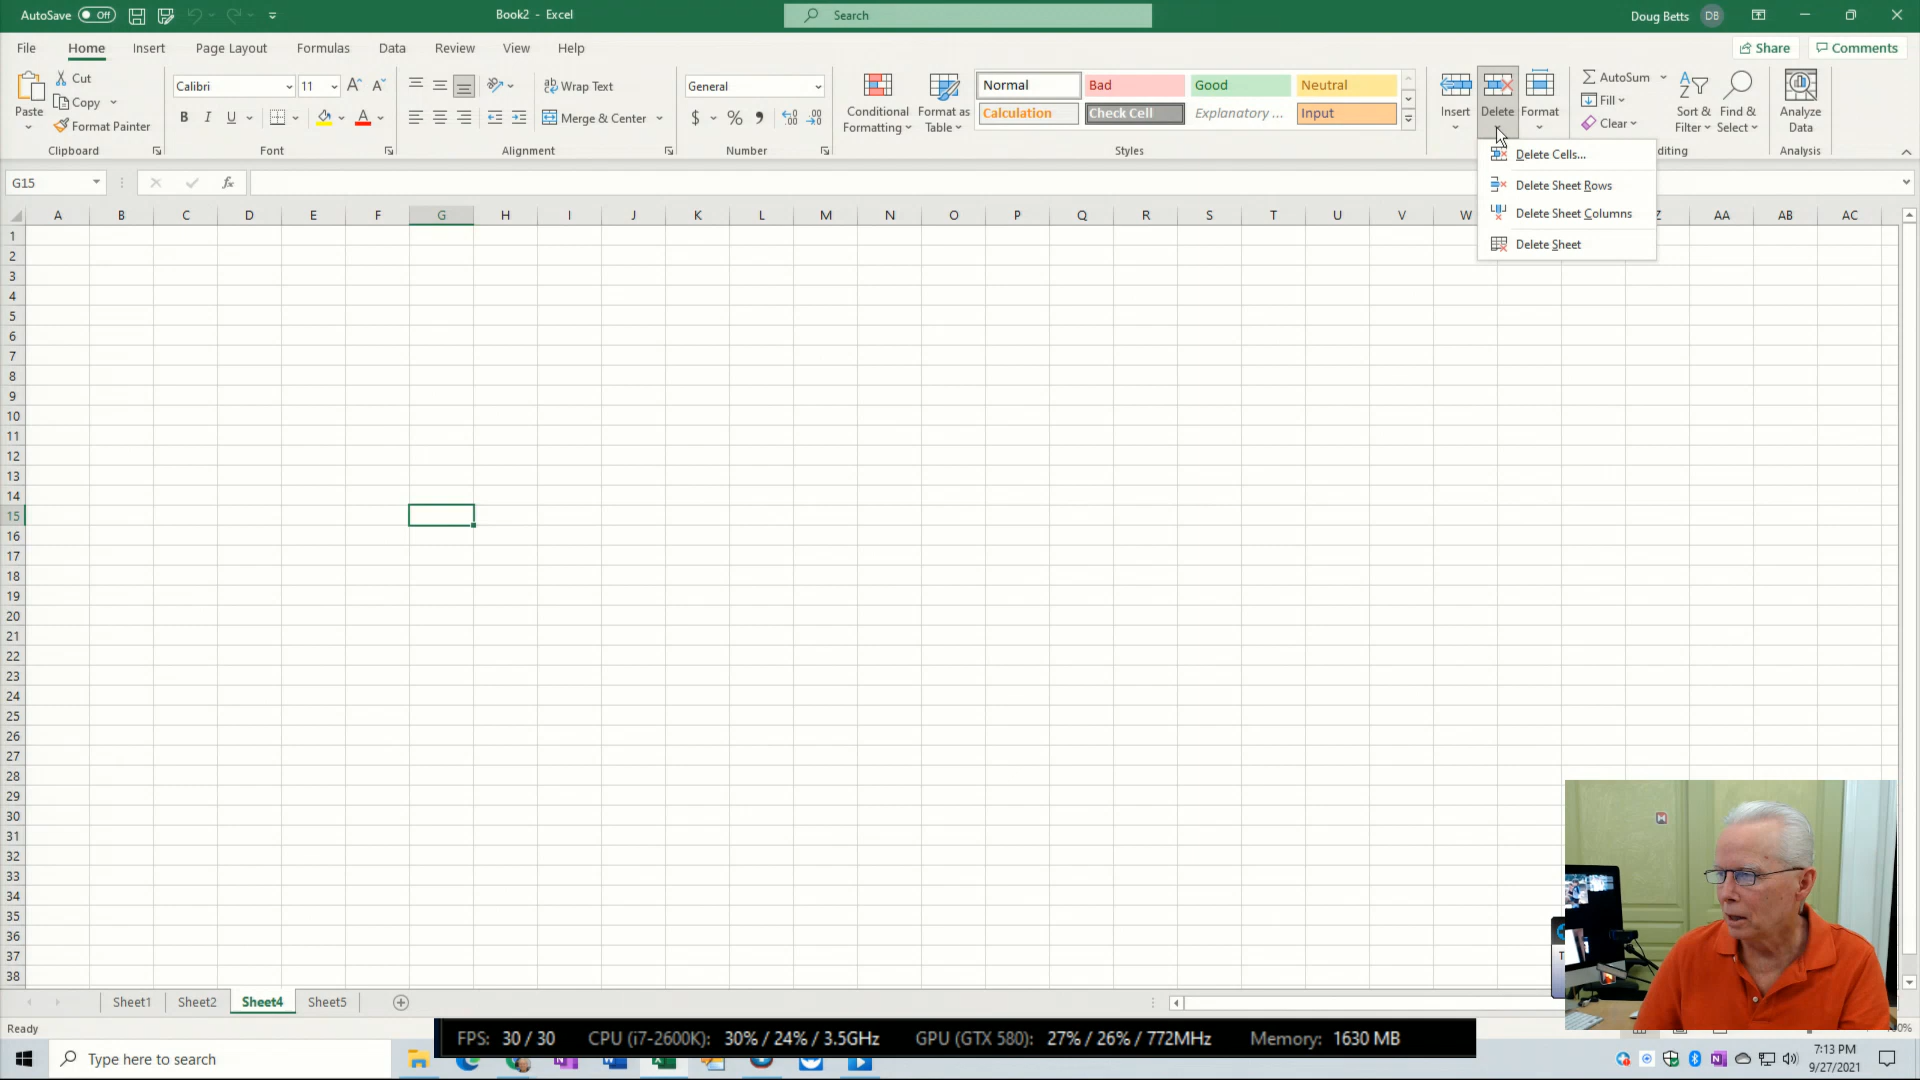 AutoSave Off Book2 - Excel Search Doug Betts DB
File Home Insert Page Layout Formulas Data Review View Help Share Comments
Paste
Cut
Copy
Format Painter
Clipboard
Calibri 11
B I U A
Font
ab Wrap Text
Merge & Center
Alignment
General
$ % 9
Number
Conditional Formatting
Format as Table
Normal Bad Good Neutral
Calculation Check Cell Explanatory ... Input
Styles
Insert Delete Format
Delete Cells...
Delete Sheet Rows
Delete Sheet Columns
Delete Sheet
AutoSum
Fill
Clear
Sort & Filter
Find & Select
diting
Analyze Data
Analysis
G15 fx
A B C D E F G H I J K L M N O P Q R S T U V W Z AA AB AC
1
2
3
4
5
6
7
8
9
10
11
12
13
14
15
16
17
18
19
20
21
22
23
24
25
26
27
28
29
30
31
32
33
34
35
36
37
38
Sheet1 Sheet2 Sheet4 Sheet5
Ready
FPS: 30 / 30 CPU (i7-2600K): 30% / 24% / 3.5GHz GPU (GTX 580): 27% / 26% / 772MHz Memory: 1630 MB
Type here to search
7:13 PM
9/27/2021